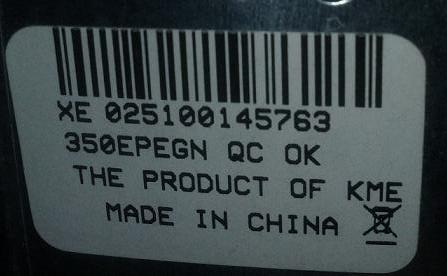 XE 025100145763
350EPEGN QC OK
THE PRODUCT OF KME
MADE IN CHINA